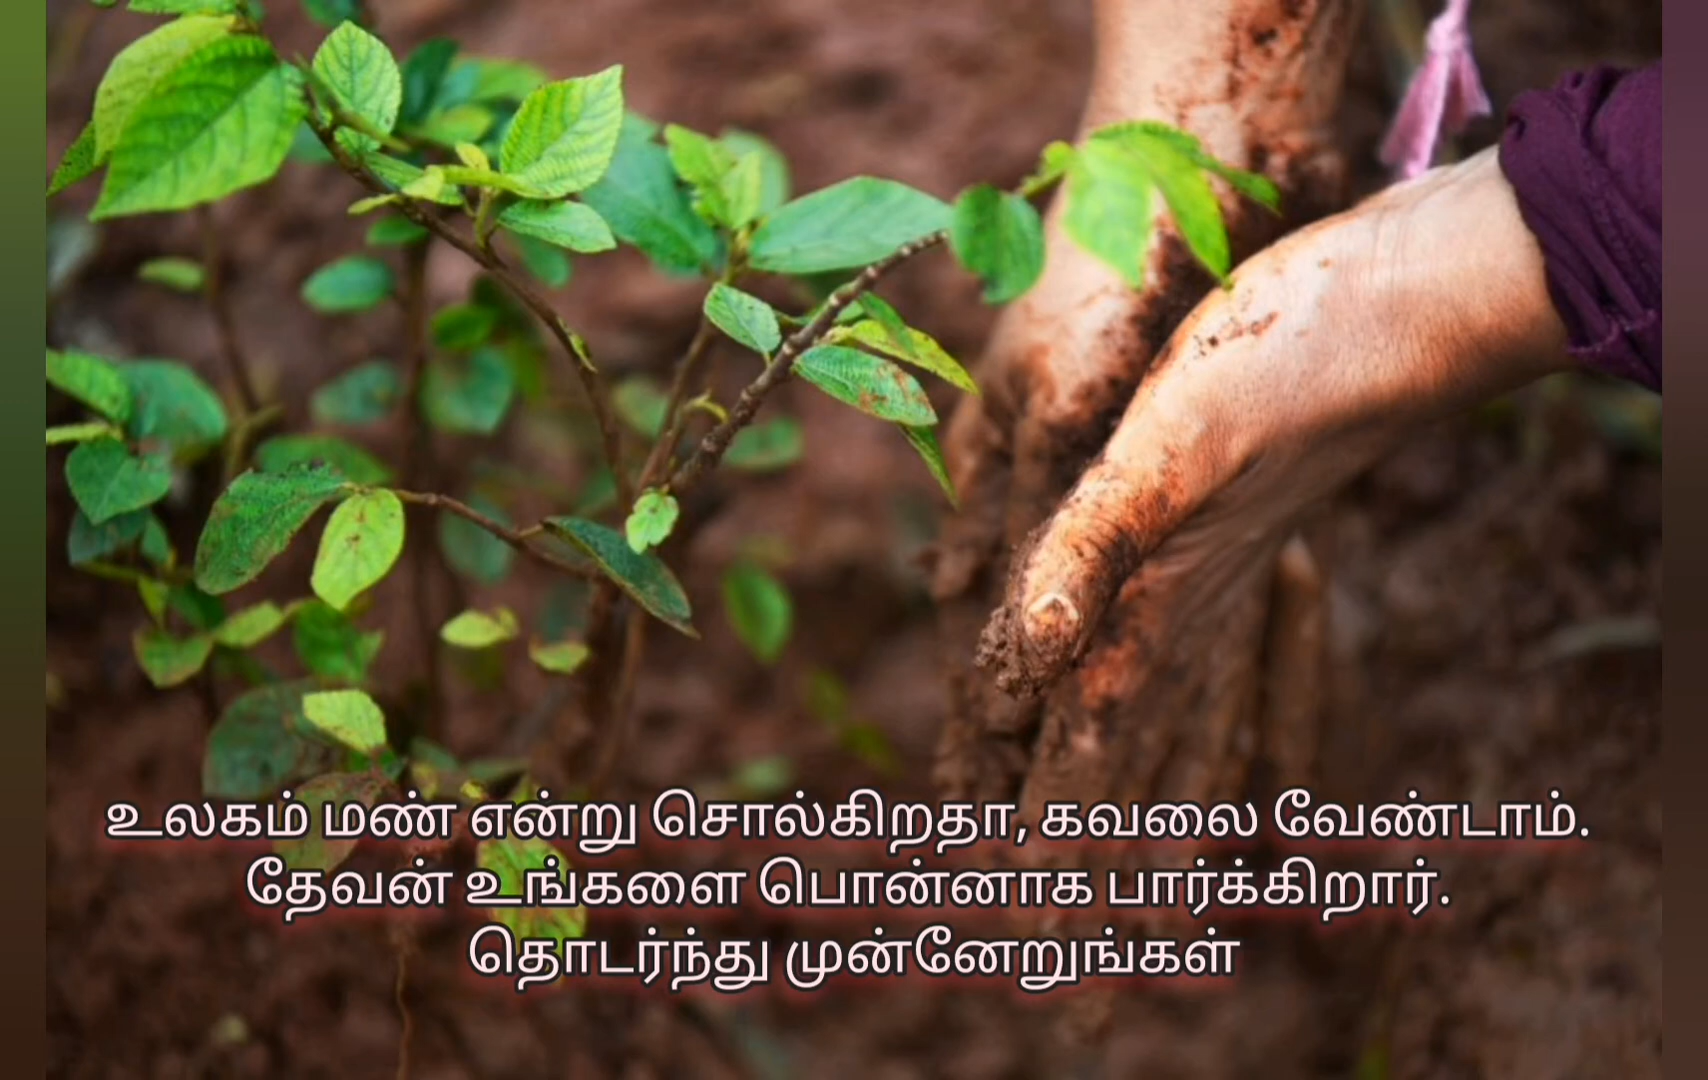 உலகம் மண் என்று சொல்கிறதா, கவலை வேண்டாம்.
தேவன் உங்களை பொன்னாக பார்க்கிறார்.
தொடர்ந்து முன்னேறுங்கள்